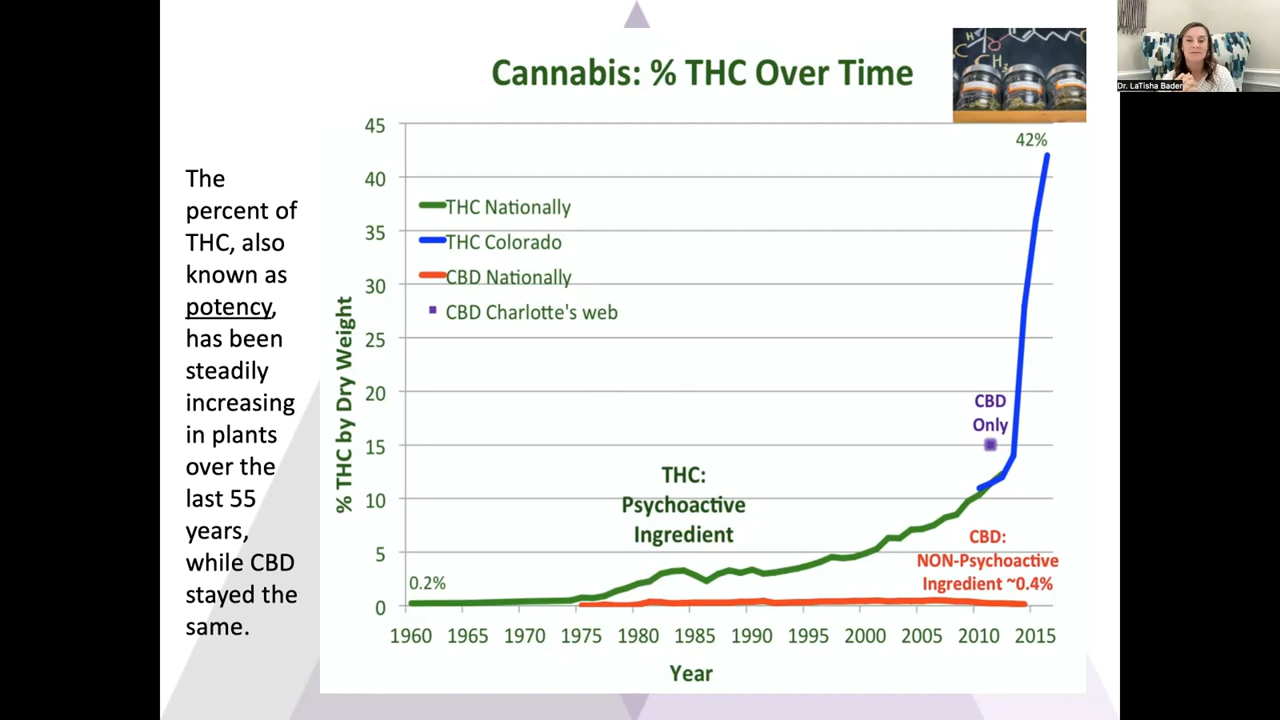 Cannabis: % THC Over Time
C
CH3
Dr. LaTisha Bader
The
percent of
THC, also
known as
potency,
has been
steadily
increasing
in plants
over the
last 55
years,
while CBD
stayed the
same.
% THC by Dry Weight
45
40
35
30
25
20
15
10
5
0
42%
THC Nationally
THC Colorado
CBD Nationally
CBD Charlotte's web
CBD
Only
THC:
Psychoactive
Ingredient
CBD:
NON-Psychoactive
Ingredient ~0.4%
0.2%
1960 1965 1970 1975 1980 1985 1990 1995 2000 2005 2010 2015
Year